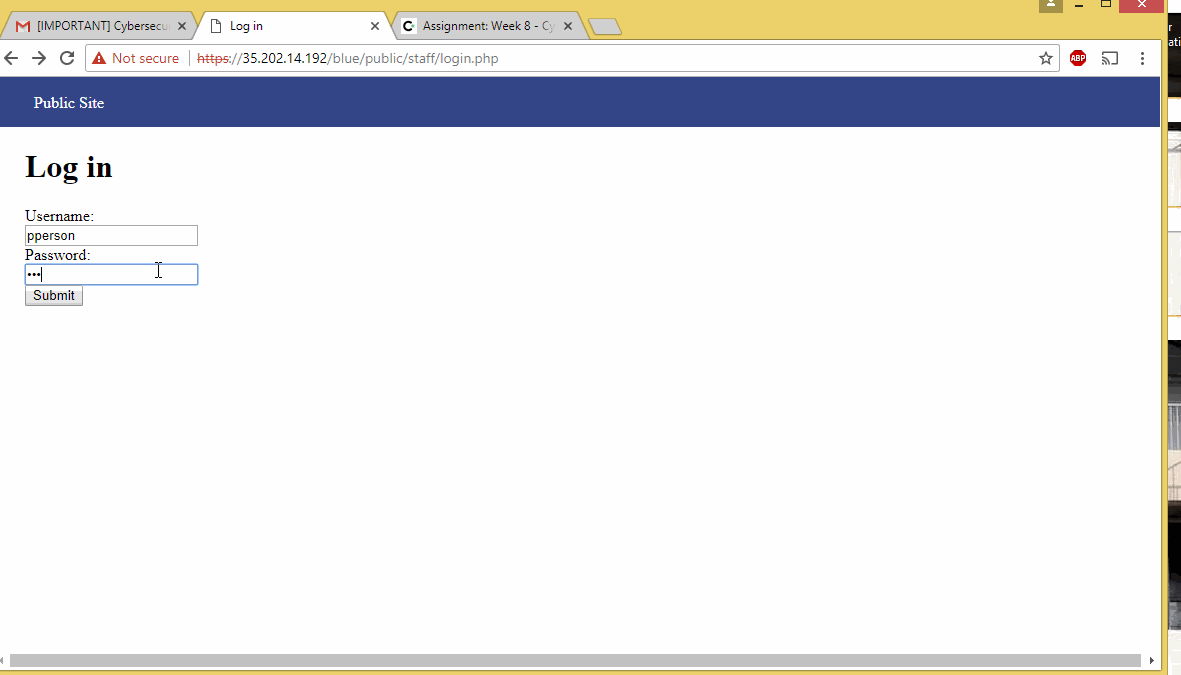 [IMPORTANT] Cybersecu
Log in
Assignment: Week 8 - Cy
Not secure
https://35.202.14.192/blue/public/staff/login.php
ABP
Public Site
Log in
Username:
pperson
Password:
•••
Submit